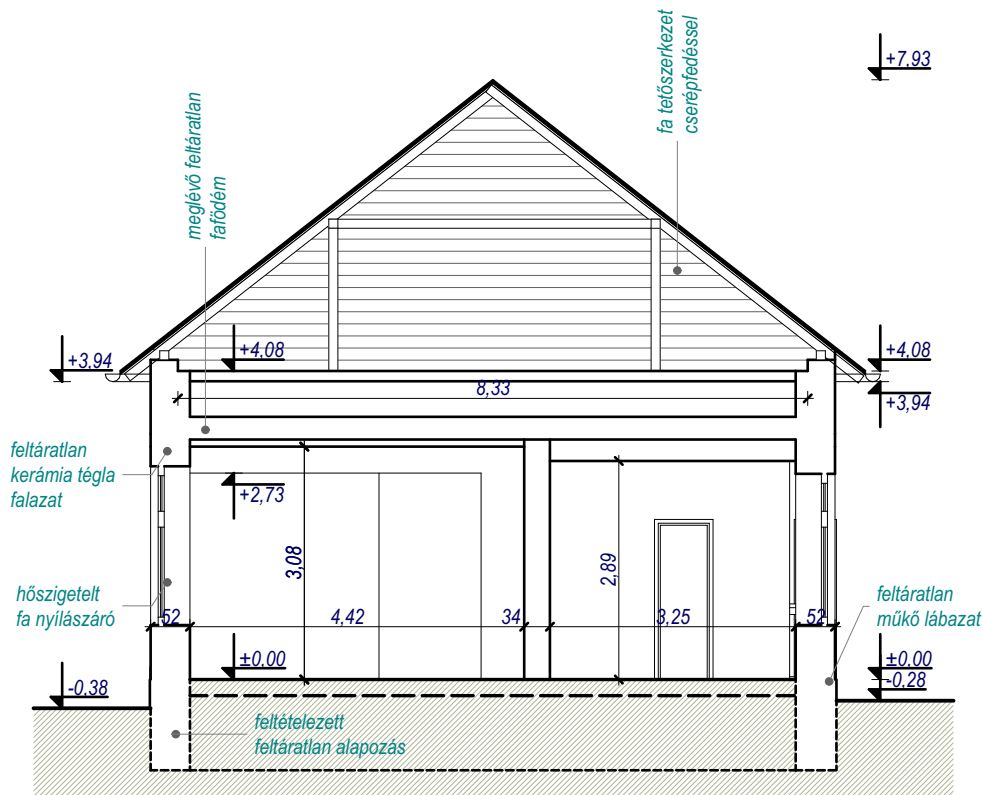 +7,93
fa tetőszerkezet
cserépfedéssel
meglévő feltáratlan
fafödém
+3,94
+4,08
+4,08
8,33
+3,94
feltáratlan
kerámia tégla
falazat
+2,73
3,08
2,89
hőszigetelt
fa nyílászáró
52
4,42
34
3,25
52
feltáratlan
műkő lábazat
-0,38
±0,00
±0,00
-0,28
feltételezett
feltáratlan alapozás